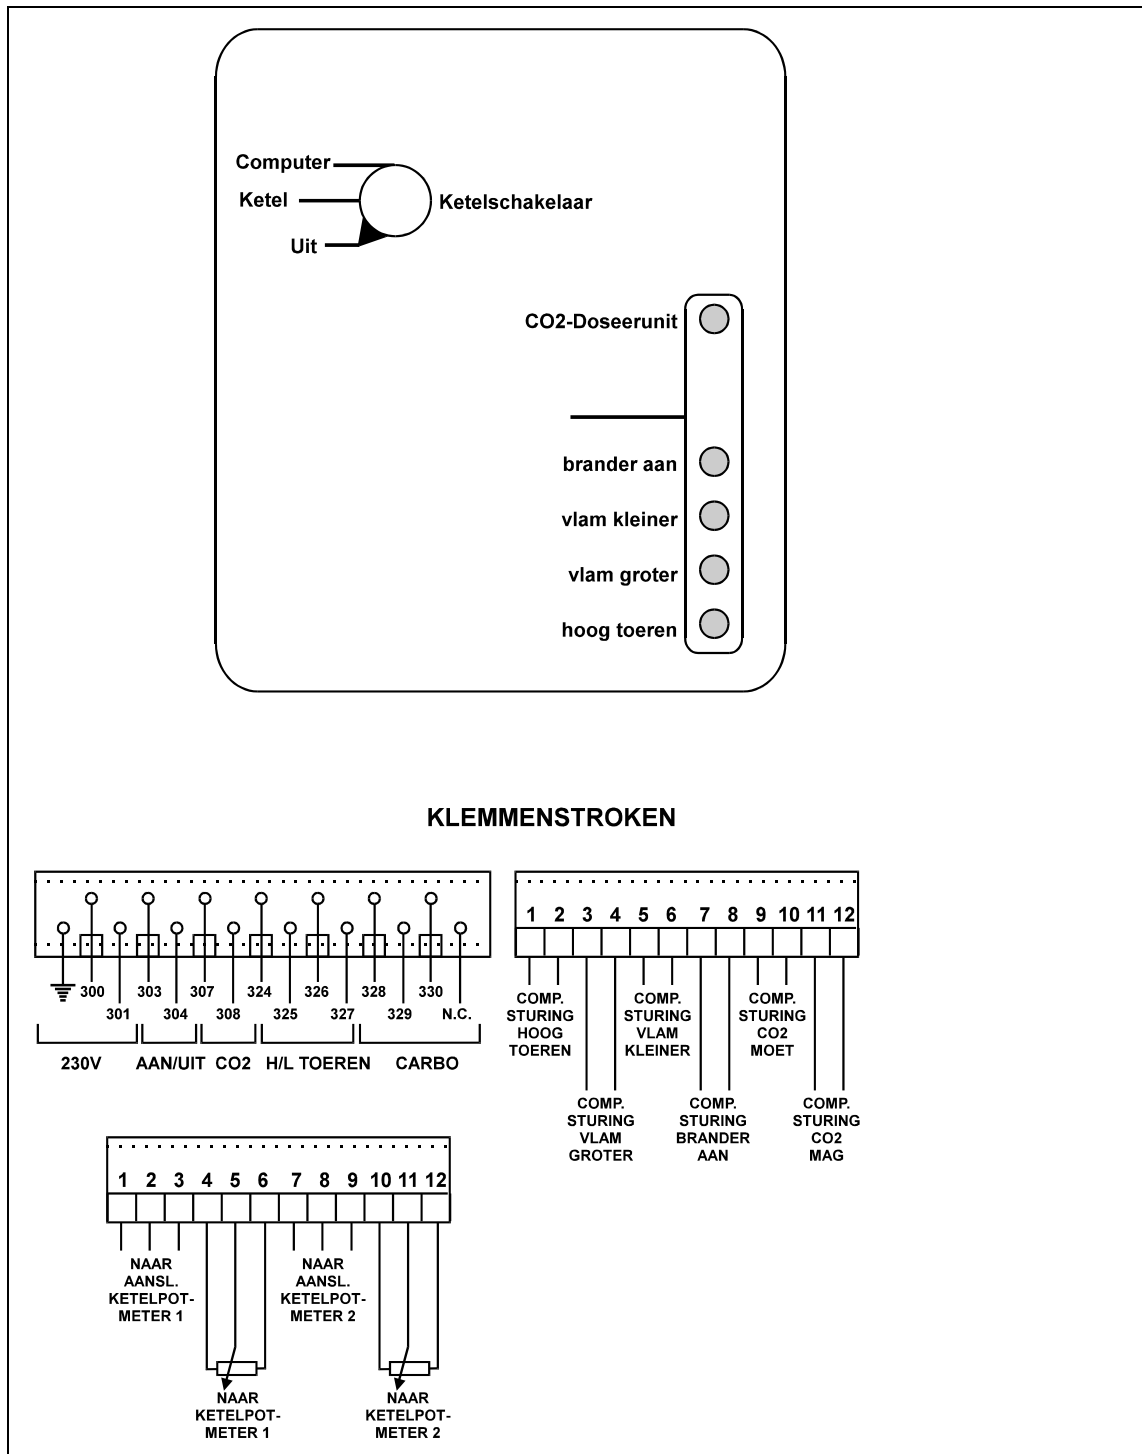 Computer
Ketel
Ketelschakelaar
Uit
CO2-Doseerunit
brander aan
vlam kleiner
vlam groter
hoog toeren
KLEMMENSTROKEN
300 303 307 324 326 328 330
301 304 308 325 327 329 N.C.
230V AAN/UIT CO2 H/L TOEREN CARBO
1 2 3 4 5 6 7 8 9 10 11 12
COMP.
STURING
HOOG
TOEREN
COMP.
STURING
VLAM
GROTER
COMP.
STURING
VLAM
KLEINER
COMP.
STURING
BRANDER
AAN
COMP.
STURING
CO2
MOET
COMP.
STURING
CO2
MAG
1 2 3 4 5 6 7 8 9 10 11 12
NAAR
AANSL.
KETELPOT-
METER 1
NAAR
KETELPOT-
METER 1
NAAR
AANSL.
KETELPOT-
METER 2
NAAR
KETELPOT-
METER 2